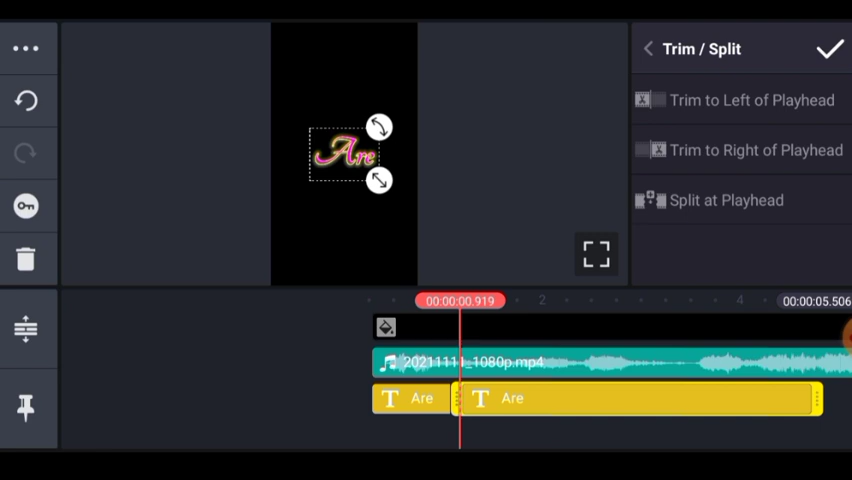 Trim / Split
Trim to Left of Playhead
Trim to Right of Playhead
Split at Playhead
Are
00:00:00.919
2
4
00:00:05.506
20211111_1080p.mp4
T Are
T Are